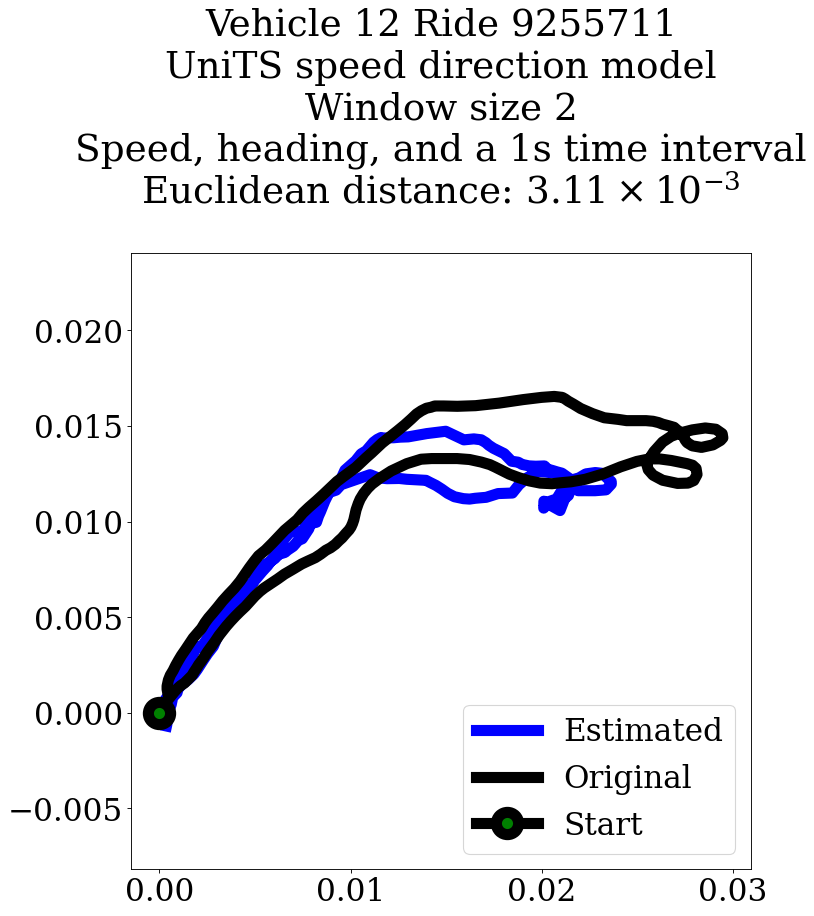 Vehicle 12 Ride 9255711
UniTS speed direction model
Window size 2
Speed, heading, and a 1s time interval
Euclidean distance: 3.11 × 10⁻³
0.020
0.015
0.010
0.005
0.000
−0.005
0.00 0.01 0.02 0.03
Estimated
Original
Start